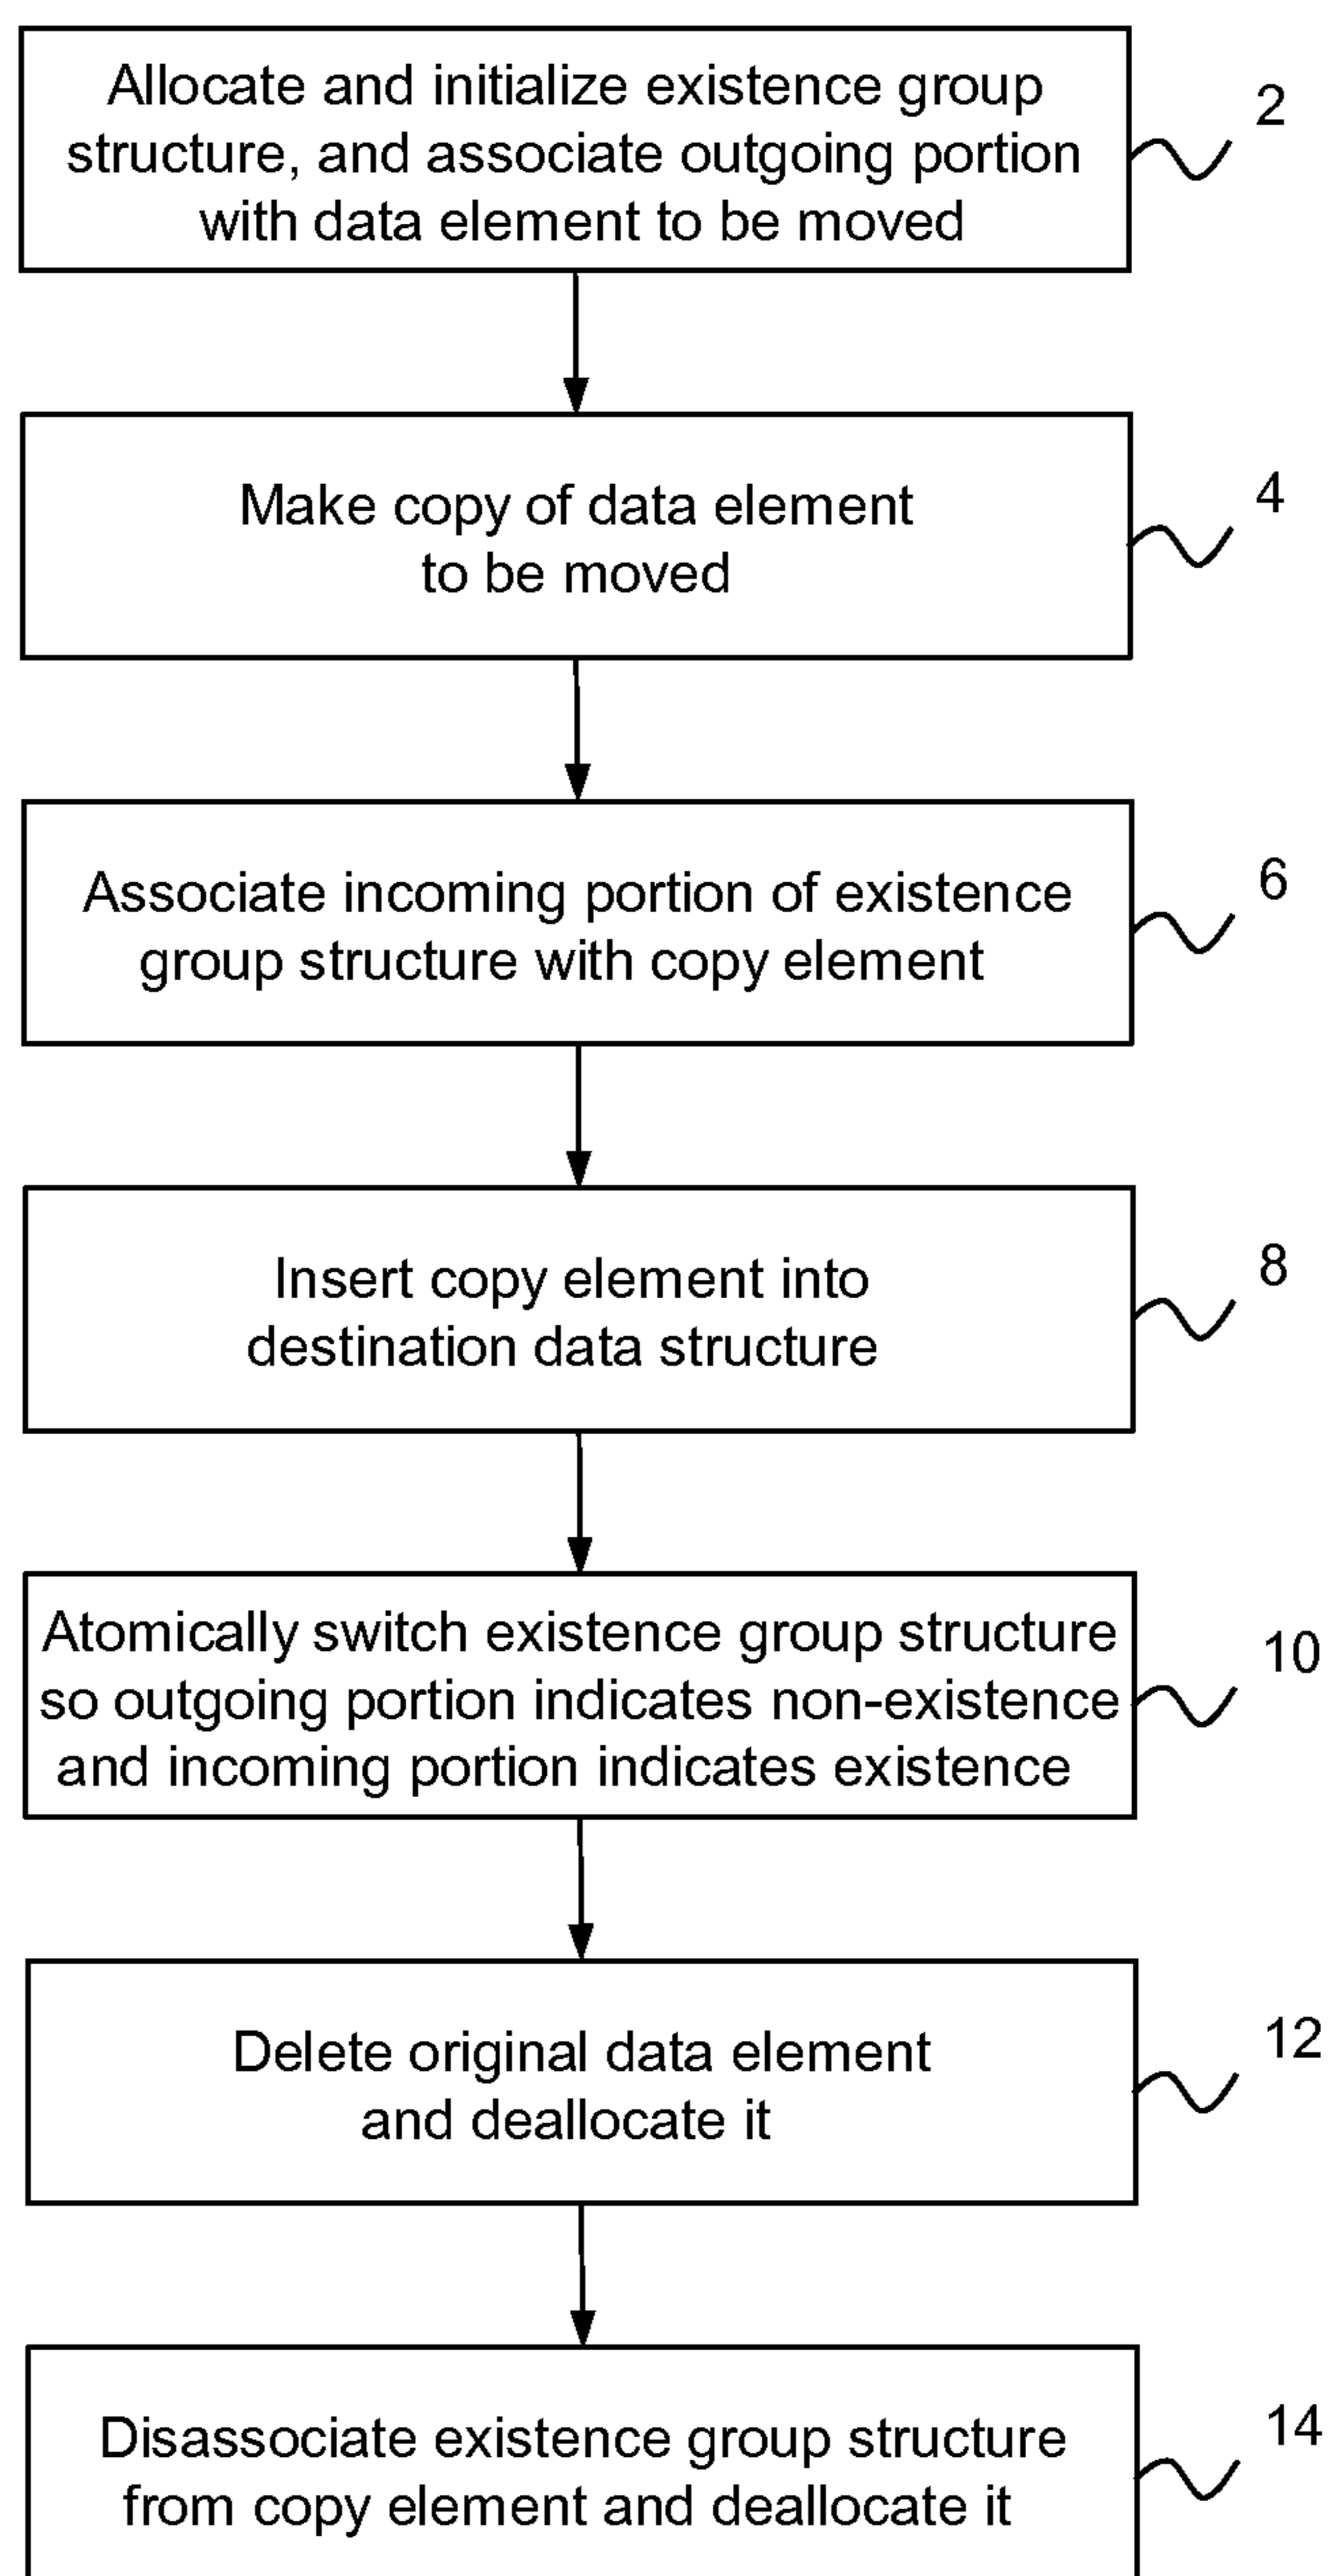 Allocate and initialize existence group
structure, and associate outgoing portion
with data element to be moved
2
Make copy of data element
to be moved
4
Associate incoming portion of existence
group structure with copy element
6
Insert copy element into
destination data structure
8
Atomically switch existence group structure
so outgoing portion indicates non-existence
and incoming portion indicates existence
10
Delete original data element
and deallocate it
12
Disassociate existence group structure
from copy element and deallocate it
14